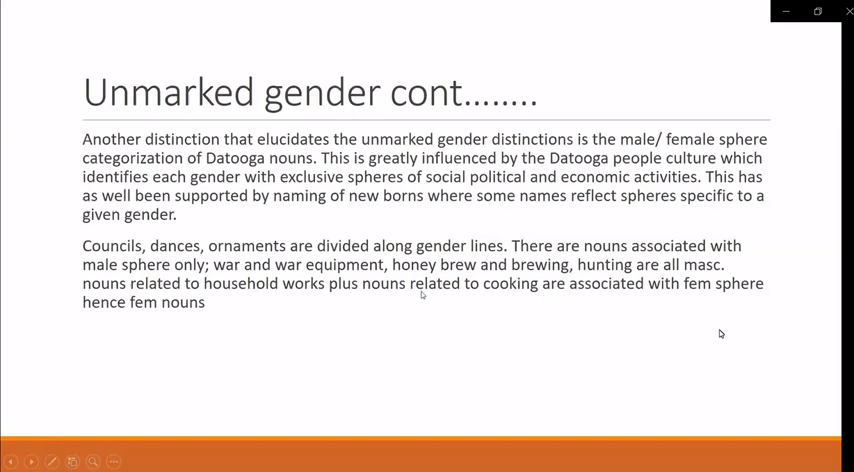 Unmarked gender cont........
Another distinction that elucidates the unmarked gender distinctions is the male/ female sphere
categorization of Datooga nouns. This is greatly influenced by the Datooga people culture which
identifies each gender with exclusive spheres of social political and economic activities. This has
as well been supported by naming of new borns where some names reflect spheres specific to a
given gender.
Councils, dances, ornaments are divided along gender lines. There are nouns associated with
male sphere only; war and war equipment, honey brew and brewing, hunting are all masc.
nouns related to household works plus nouns related to cooking are associated with fem sphere
hence fem nouns